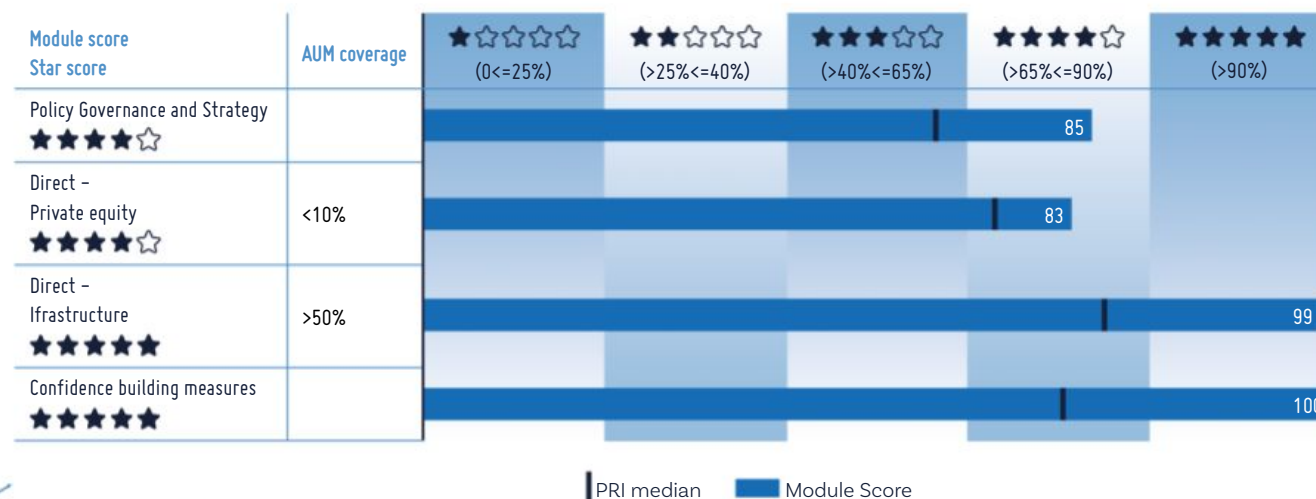 Module score
Star score
AUM coverage
(0<=25%)
(>25%<=40%)
(>40%<=65%)
(>65%<=90%)
(>90%)
Policy Governance and Strategy
85
Direct –
Private equity
<10%
83
Direct –
Ifrastructure
>50%
99
Confidence building measures
100
PRI median
Module Score